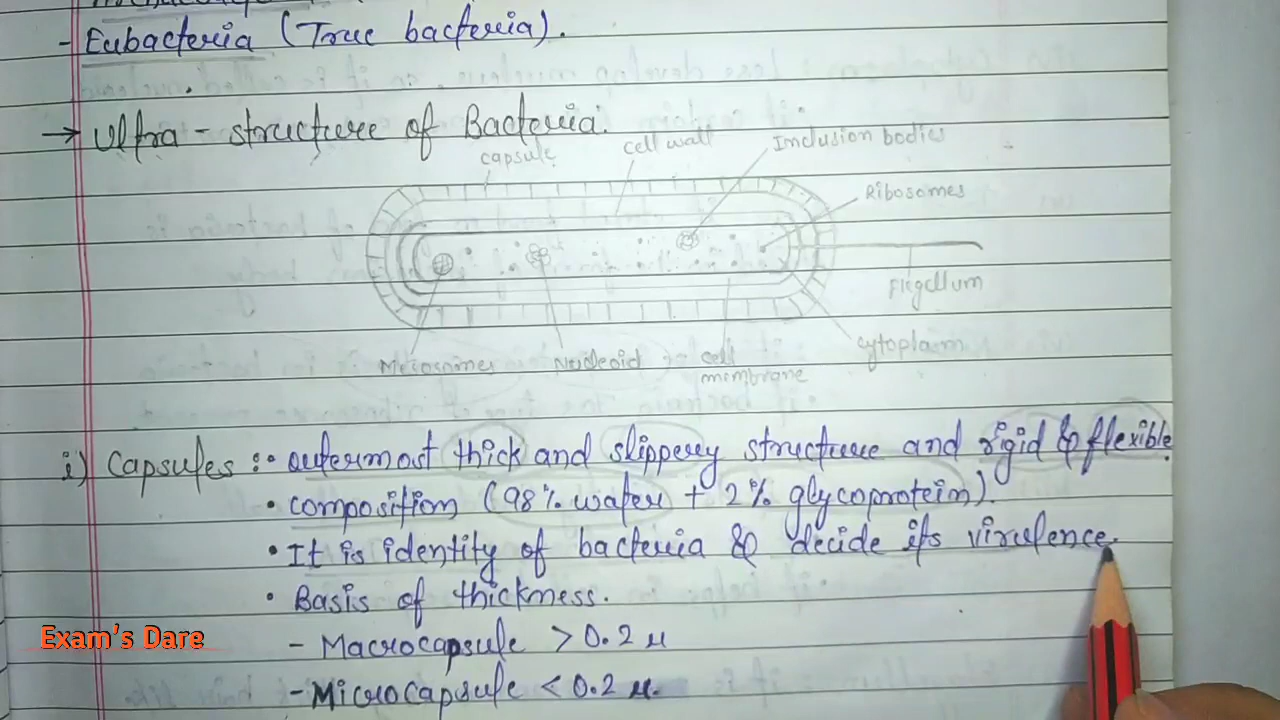 - Eubacteria (True bacteria).
→ Ultra - structure of Bacteria.
capsule cell wall Inclusion bodies
Ribosomes
Flagellum
Mesosomes Nucleoid cell membrane cytoplasm
i) Capsules :- outermost thick and slippery structure and rigid & flexible.
• composition (98% water + 2% glycoprotein).
• It is identity of bacteria & decide its virulence.
• Basis of thickness.
- Macrocapsule > 0.2 μ
- Microcapsule < 0.2 μ.
Exam's Dare